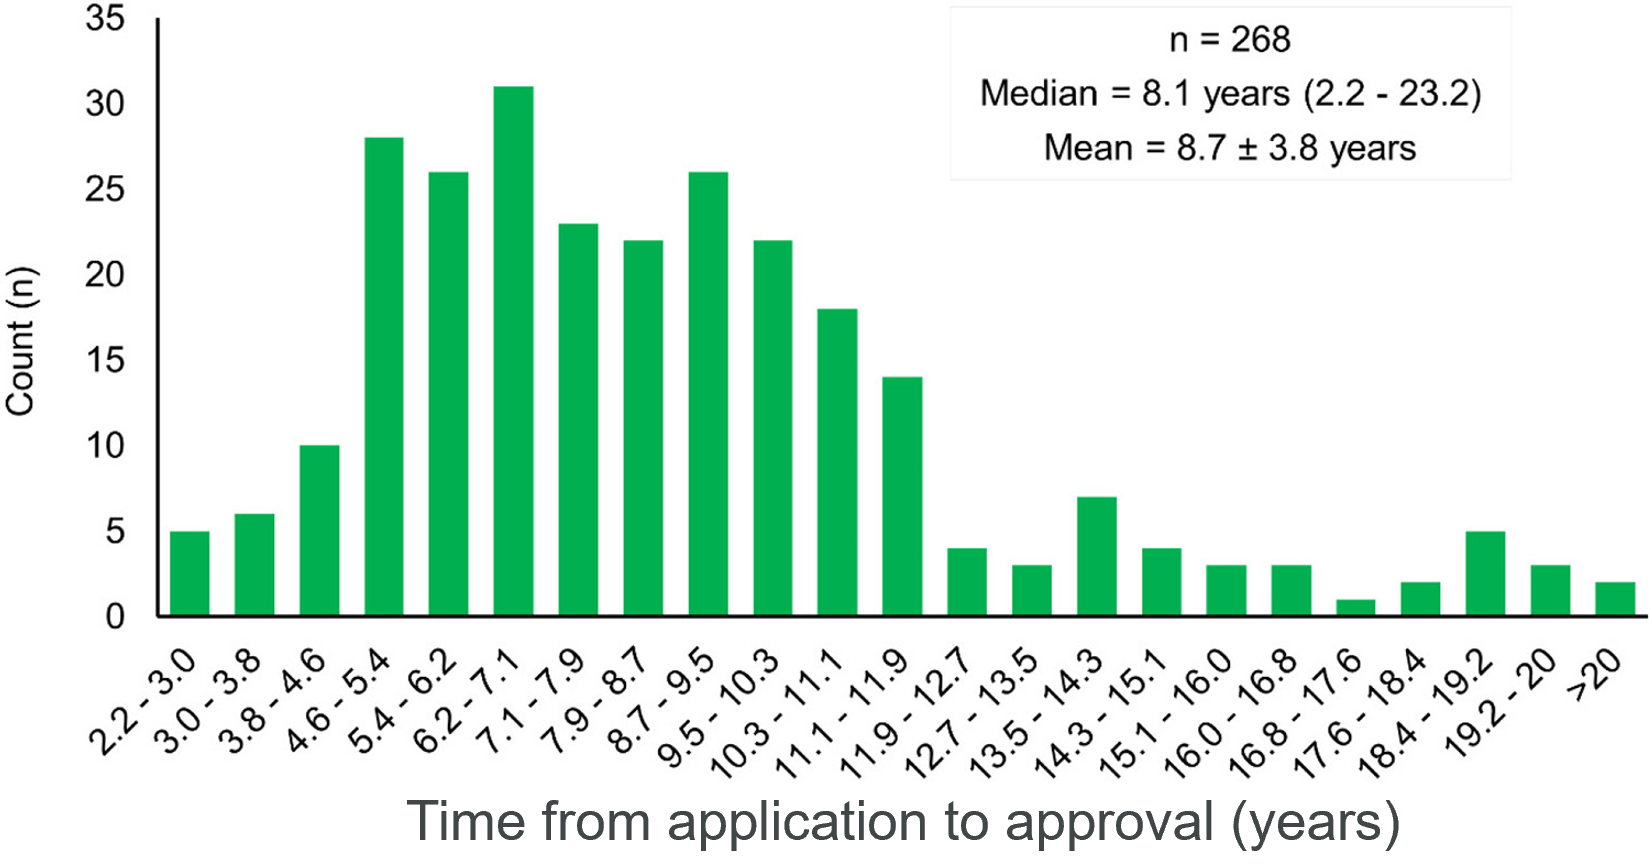 35
30
25
20
15
10
5
0
Count (n)
n = 268
Median = 8.1 years (2.2 - 23.2)
Mean = 8.7 ± 3.8 years
2.2 - 3.0
3.0 - 3.8
3.8 - 4.6
4.6 - 5.4
5.4 - 6.2
6.2 - 7.1
7.1 - 7.9
7.9 - 8.7
8.7 - 9.5
9.5 - 10.3
10.3 - 11.1
11.1 - 11.9
11.9 - 12.7
12.7 - 13.5
13.5 - 14.3
14.3 - 15.1
15.1 - 16.0
16.0 - 16.8
16.8 - 17.6
17.6 - 18.4
18.4 - 19.2
19.2 - 20
>20
Time from application to approval (years)